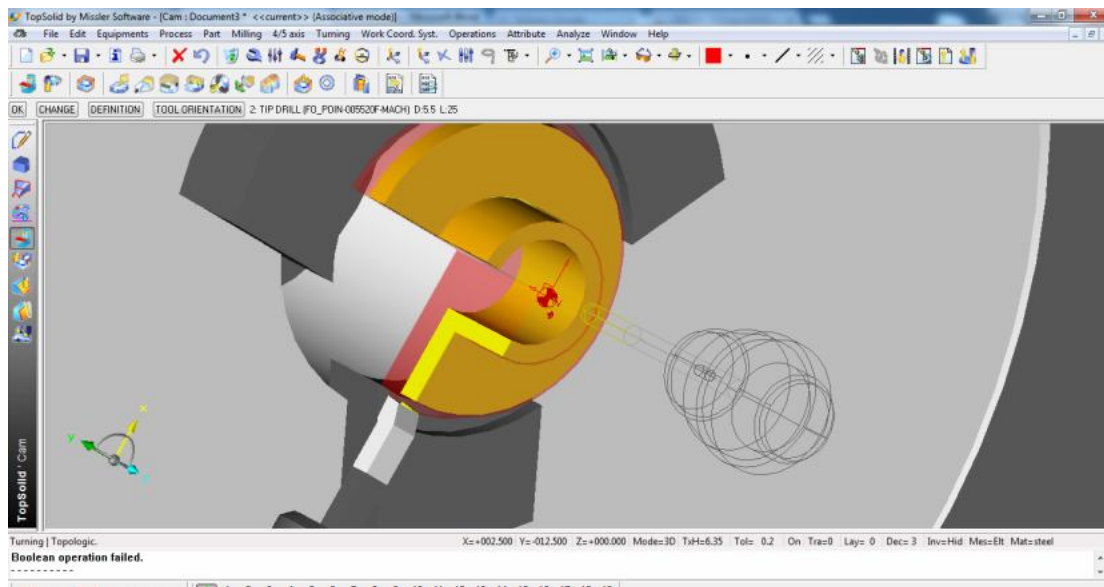 TopSolid by Missler Software - [Cam : Document3 * <<current>> (Associative mode)]
File Edit Equipments Process Part Milling 4/5 axis Turning Work Coord. Syst. Operations Attribute Analyze Window Help
OK CHANGE DEFINITION TOOL ORIENTATION 2: TIP DRILL (FO_POIN-005520F-MACH) D:5.5 L:25
x
y
TopSolid'Cam
Turning | Topologic. X=+002.500 Y=-012.500 Z=+000.000 Mode=3D TxH=6.35 Tol= 0.2 On Tra=0 Lay= 0 Dec= 3 Inv=Hid Mes=Elt Mat=steel
Boolean operation failed.
----------